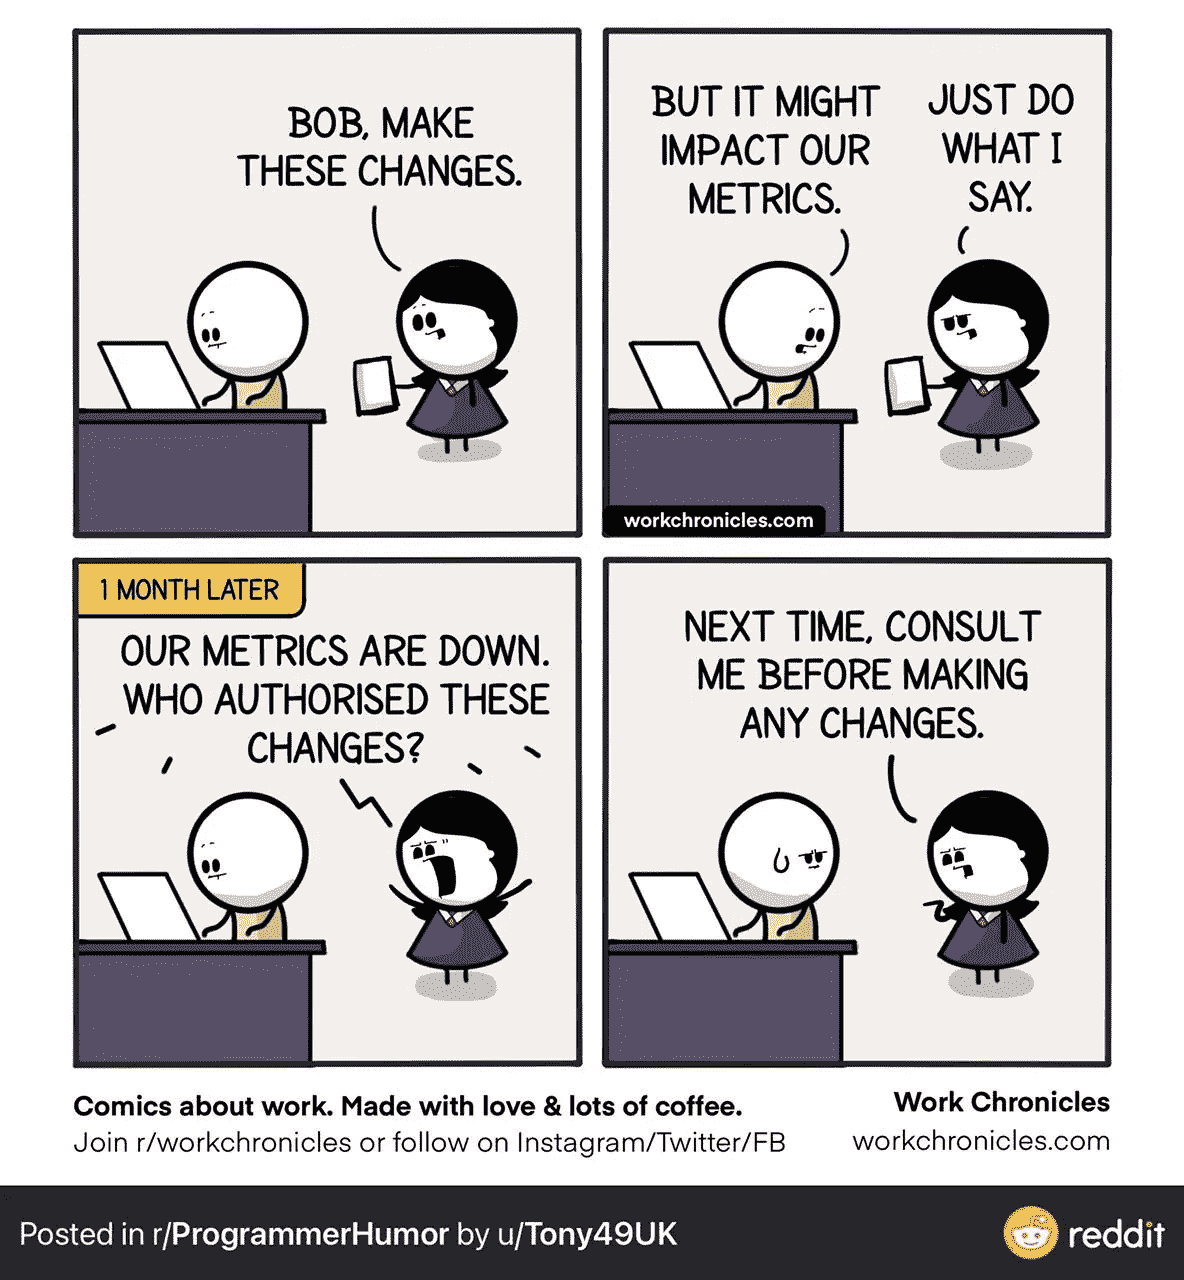 BOB, MAKE
THESE CHANGES.
BUT IT MIGHT
IMPACT OUR
METRICS.
JUST DO
WHAT I
SAY.
workchronicles.com
1 MONTH LATER
OUR METRICS ARE DOWN.
WHO AUTHORISED THESE
CHANGES?
NEXT TIME, CONSULT
ME BEFORE MAKING
ANY CHANGES.
Comics about work. Made with love & lots of coffee.
Join r/workchronicles or follow on Instagram/Twitter/FB
Work Chronicles
workchronicles.com
Posted in r/ProgrammerHumor by u/Tony49UK
reddit